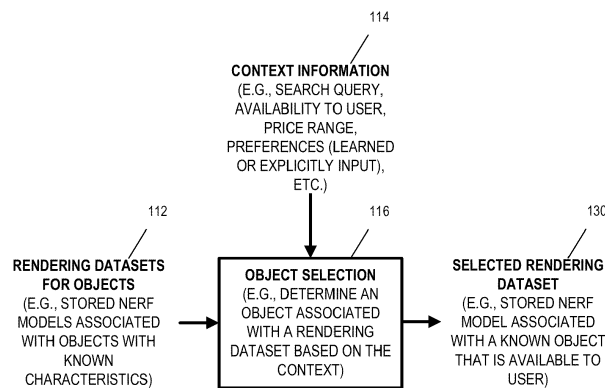 114
CONTEXT INFORMATION
(E.G., SEARCH QUERY,
AVAILABILITY TO USER,
PRICE RANGE,
PREFERENCES (LEARNED
OR EXPLICITLY INPUT),
ETC.)
112
RENDERING DATASETS
FOR OBJECTS
(E.G., STORED NERF
MODELS ASSOCIATED
WITH OBJECTS WITH
KNOWN
CHARACTERISTICS)
116
OBJECT SELECTION
(E.G., DETERMINE AN
OBJECT ASSOCIATED
WITH A RENDERING
DATASET BASED ON THE
CONTEXT)
130
SELECTED RENDERING
DATASET
(E.G., STORED NERF
MODEL ASSOCIATED
WITH A KNOWN OBJECT
THAT IS AVAILABLE TO
USER)